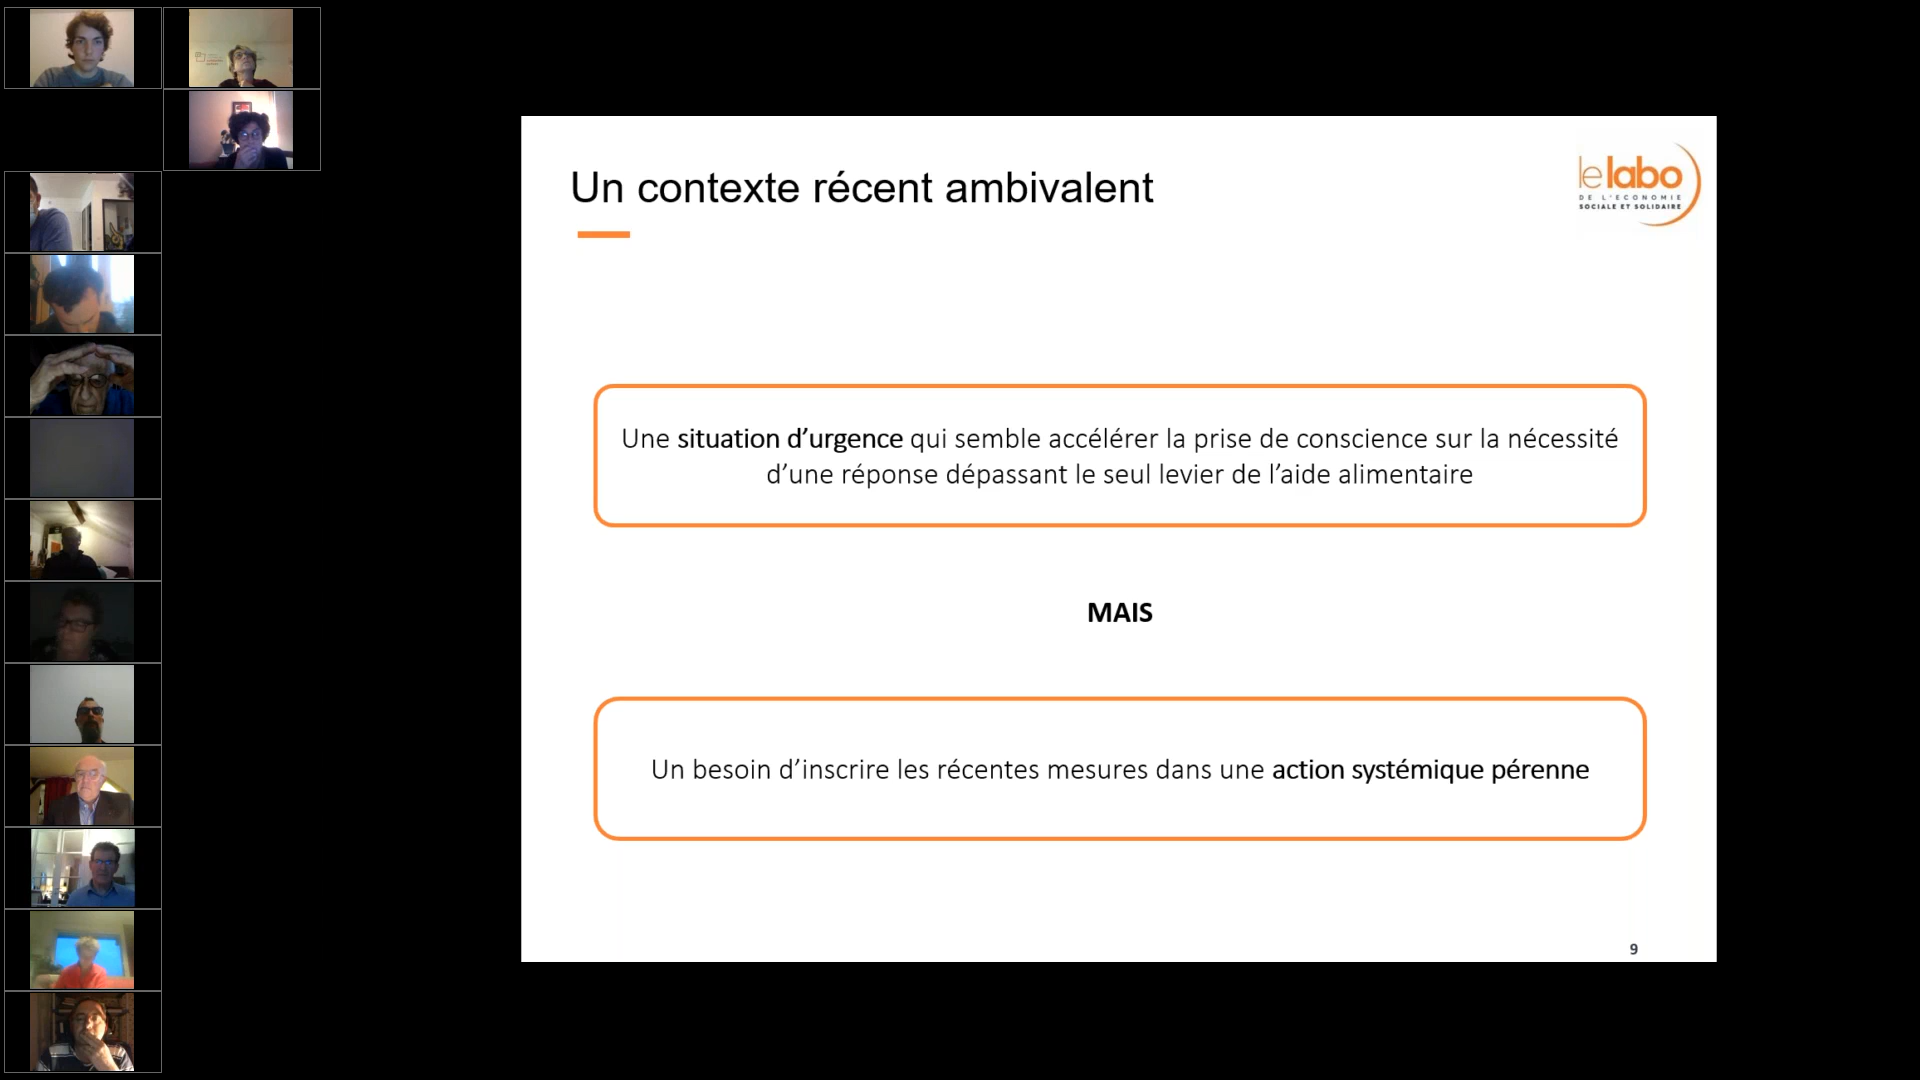 Un contexte récent ambivalent
le labo
DE L'ECONOMIE
SOCIALE ET SOLIDAIRE
Une situation d’urgence qui semble accélérer la prise de conscience sur la nécessité
d’une réponse dépassant le seul levier de l’aide alimentaire
MAIS
Un besoin d’inscrire les récentes mesures dans une action systémique pérenne
9